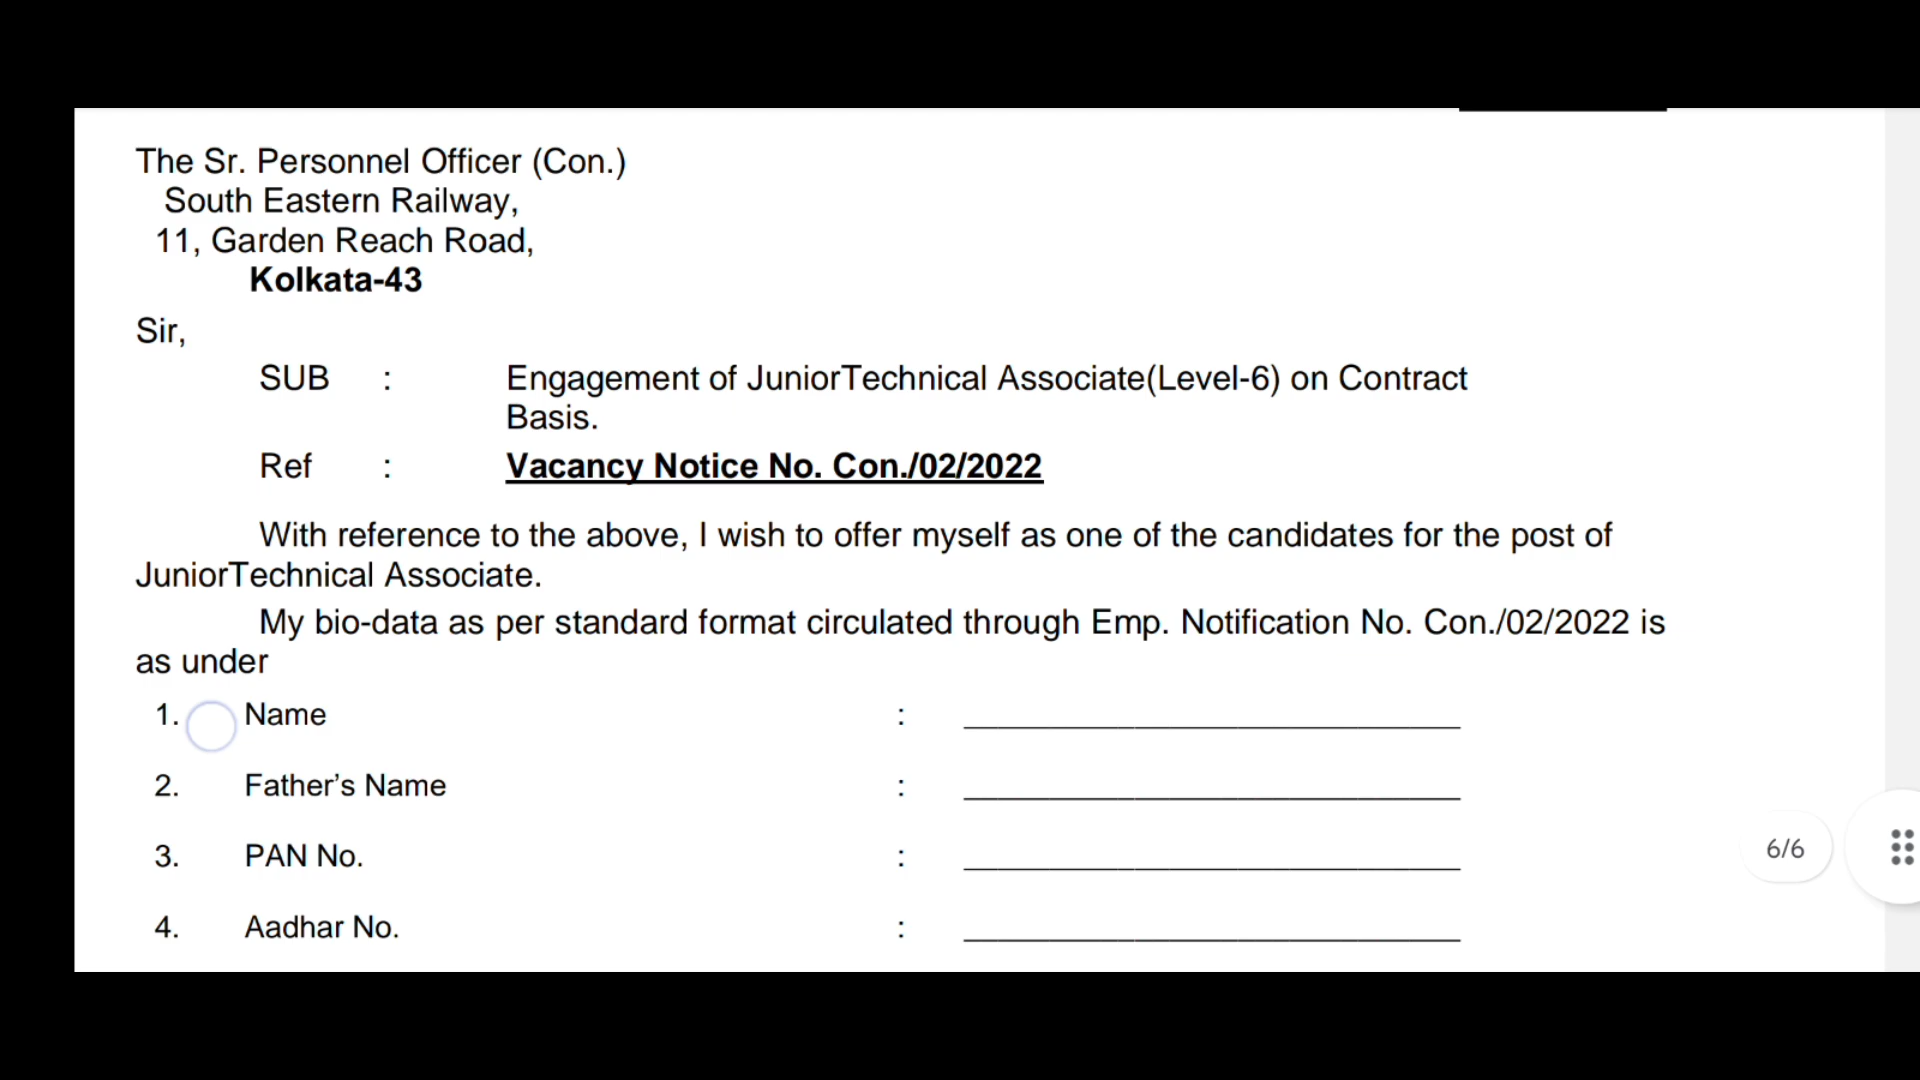 The Sr. Personnel Officer (Con.)
South Eastern Railway,
11, Garden Reach Road,
Kolkata-43
Sir,
SUB : Engagement of JuniorTechnical Associate(Level-6) on Contract
Basis.
Ref : Vacancy Notice No. Con./02/2022
With reference to the above, I wish to offer myself as one of the candidates for the post of
JuniorTechnical Associate.
My bio-data as per standard format circulated through Emp. Notification No. Con./02/2022 is
as under
1. Name : ____________________
2. Father’s Name : ____________________
3. PAN No. : ____________________
6/6
4. Aadhar No. : ____________________